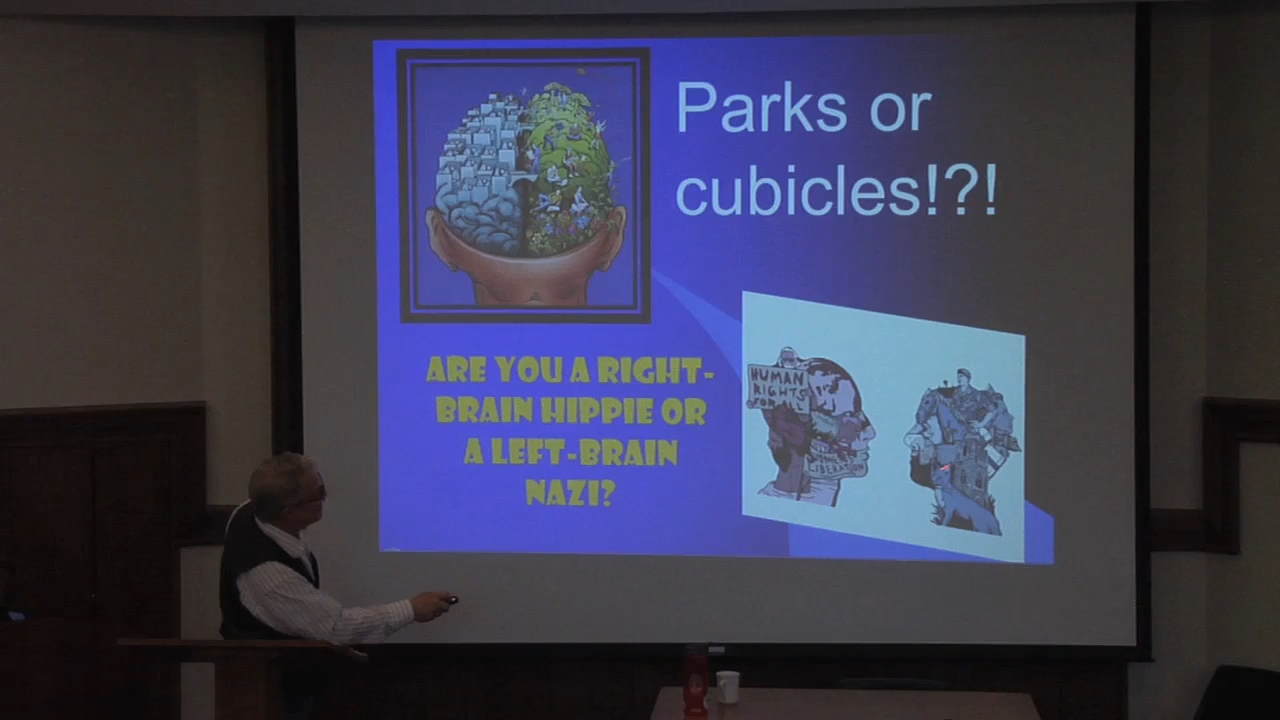 Parks or
cubicles!?!
ARE YOU A RIGHT-
BRAIN HIPPIE OR
A LEFT-BRAIN
NAZI?
HUMAN
RIGHTS
FOR ALL
LIBERATION